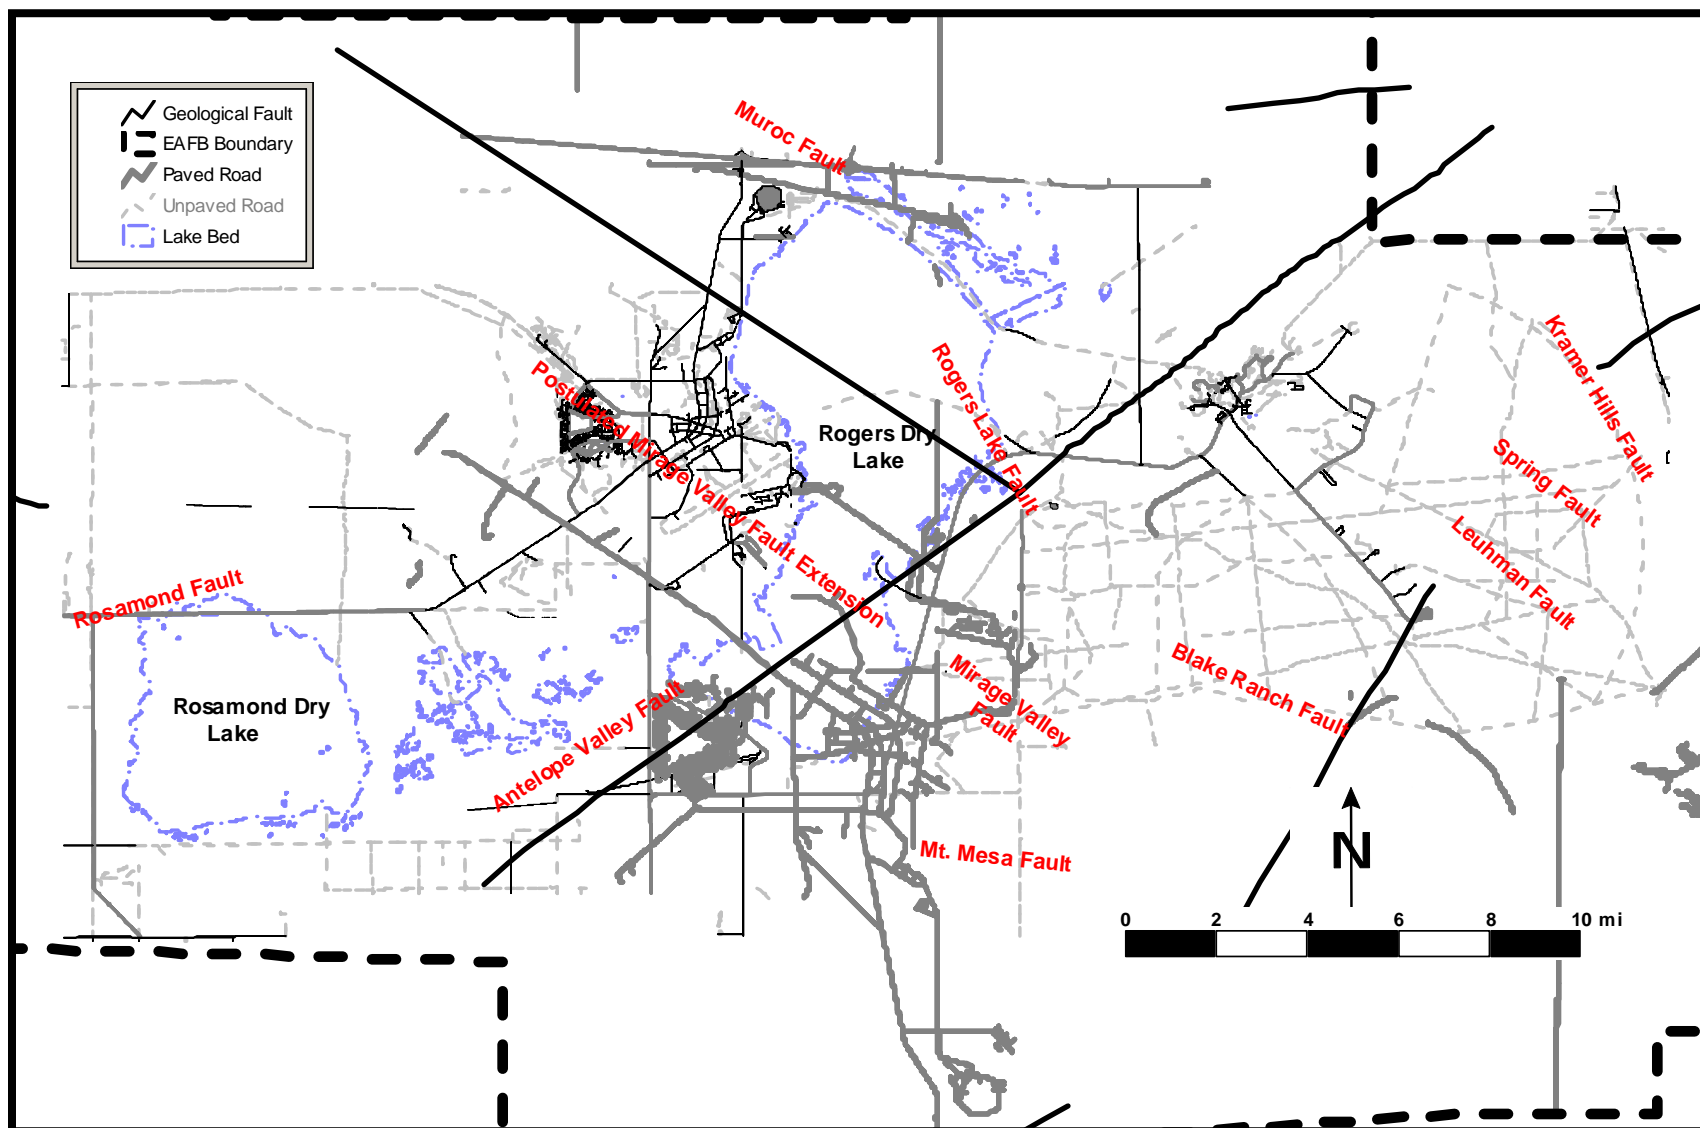 Geological Fault
EAFB Boundary
Paved Road
Unpaved Road
Lake Bed
Muroc Fault
Kramer Hills Fault
Rogers Lake Fault
Postulated Mirage Valley Fault Extension
Rogers Dry
Lake
Spring Fault
Leuhman Fault
Rosamond Fault
Blake Ranch Fault
Mirage Valley
Fault
Antelope Valley Fault
Rosamond Dry
Lake
Mt. Mesa Fault
N
0 2 4 6 8 10 mi